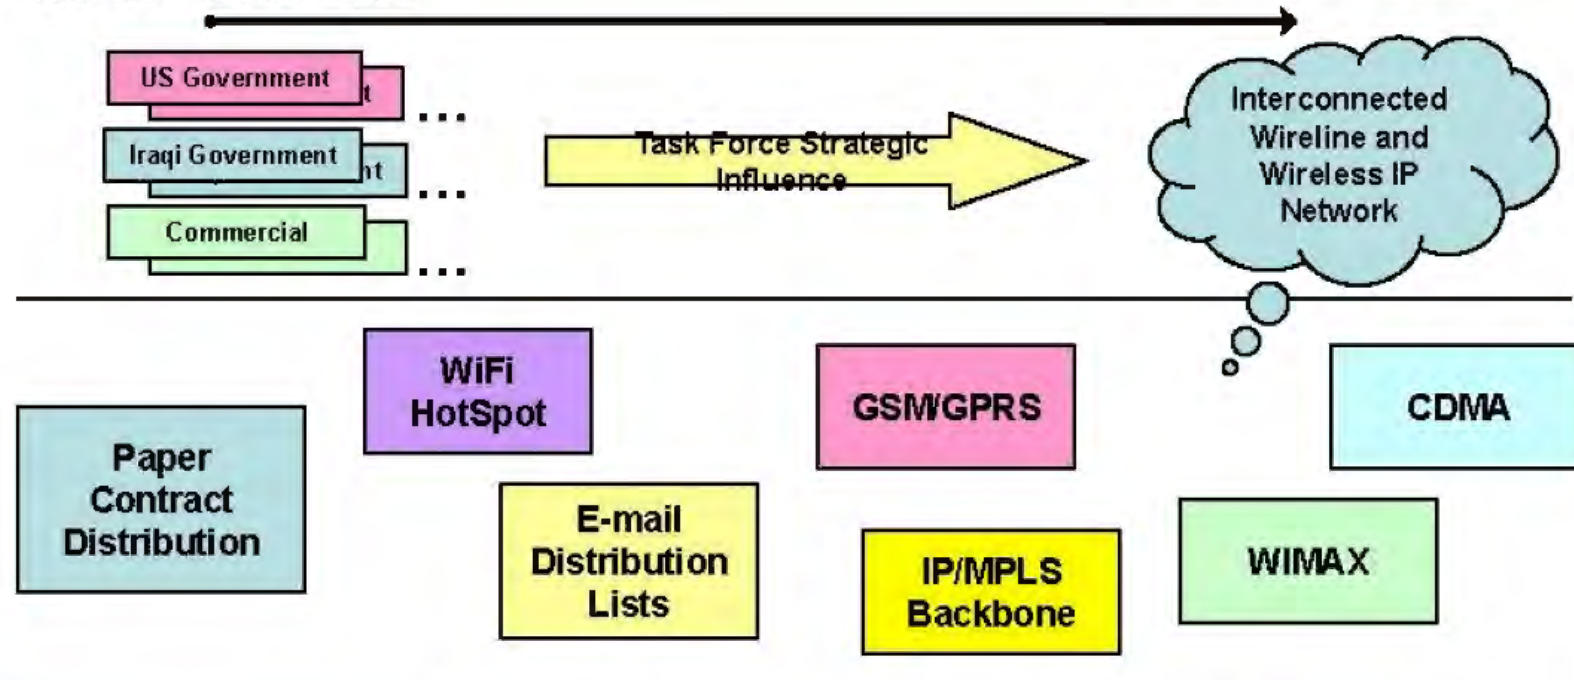 US Government
t
...
Iraqi Government
nt
...
Commercial
...
Task Force Strategic
Influence
Interconnected
Wireline and
Wireless IP
Network
WiFi
HotSpot
GSM/GPRS
CDMA
Paper
Contract
Distribution
E-mail
Distribution
Lists
IP/MPLS
Backbone
WIMAX